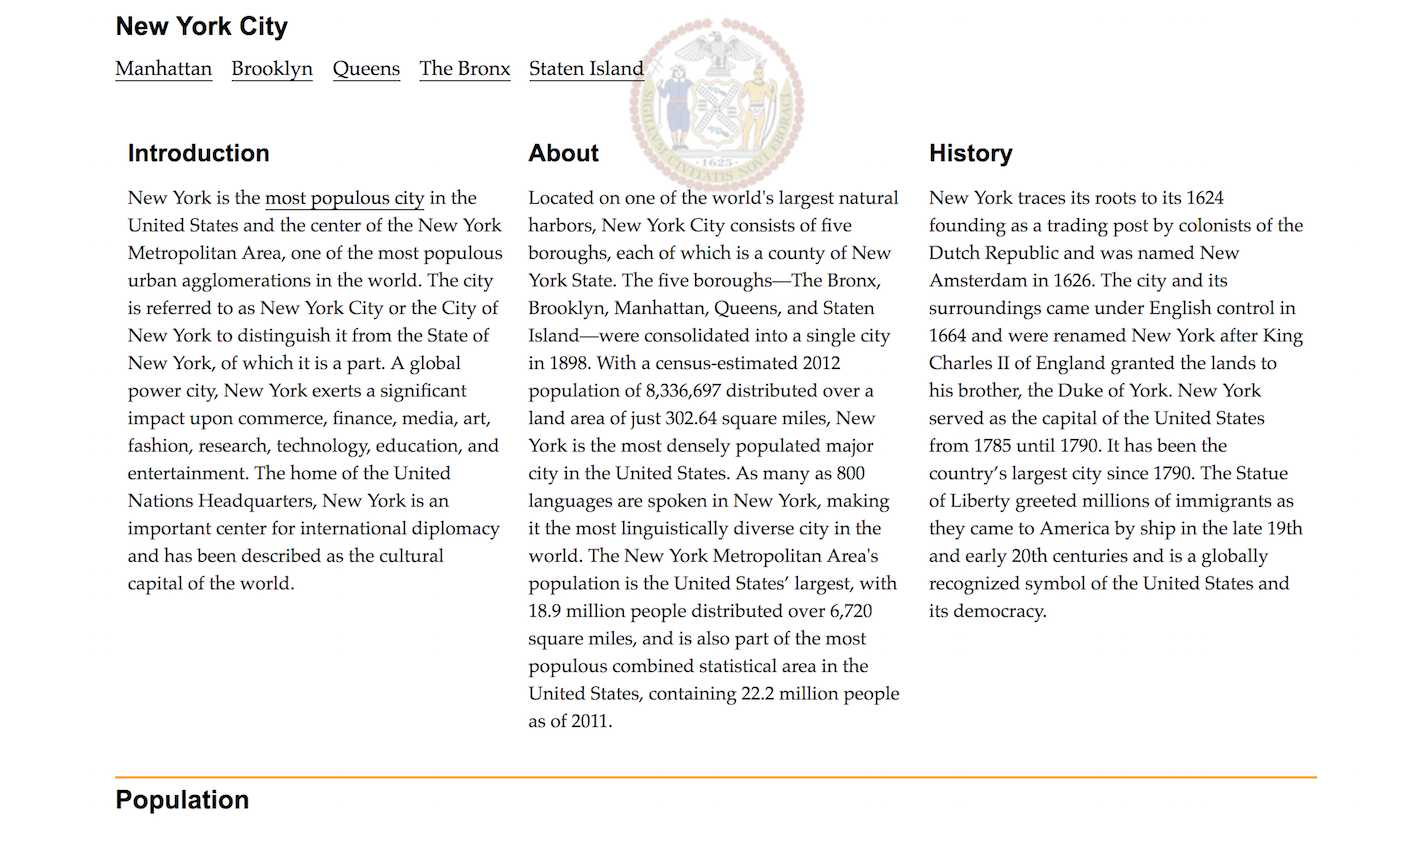 New York City
Manhattan Brooklyn Queens The Bronx Staten Island
SIGILLVM CIVITATIS NOVI EBORACI
·1625·
Introduction
New York is the most populous city in the
United States and the center of the New York
Metropolitan Area, one of the most populous
urban agglomerations in the world. The city
is referred to as New York City or the City of
New York to distinguish it from the State of
New York, of which it is a part. A global
power city, New York exerts a significant
impact upon commerce, finance, media, art,
fashion, research, technology, education, and
entertainment. The home of the United
Nations Headquarters, New York is an
important center for international diplomacy
and has been described as the cultural
capital of the world.
About
Located on one of the world's largest natural
harbors, New York City consists of five
boroughs, each of which is a county of New
York State. The five boroughs—The Bronx,
Brooklyn, Manhattan, Queens, and Staten
Island—were consolidated into a single city
in 1898. With a census-estimated 2012
population of 8,336,697 distributed over a
land area of just 302.64 square miles, New
York is the most densely populated major
city in the United States. As many as 800
languages are spoken in New York, making
it the most linguistically diverse city in the
world. The New York Metropolitan Area's
population is the United States’ largest, with
18.9 million people distributed over 6,720
square miles, and is also part of the most
populous combined statistical area in the
United States, containing 22.2 million people
as of 2011.
History
New York traces its roots to its 1624
founding as a trading post by colonists of the
Dutch Republic and was named New
Amsterdam in 1626. The city and its
surroundings came under English control in
1664 and were renamed New York after King
Charles II of England granted the lands to
his brother, the Duke of York. New York
served as the capital of the United States
from 1785 until 1790. It has been the
country’s largest city since 1790. The Statue
of Liberty greeted millions of immigrants as
they came to America by ship in the late 19th
and early 20th centuries and is a globally
recognized symbol of the United States and
its democracy.
Population